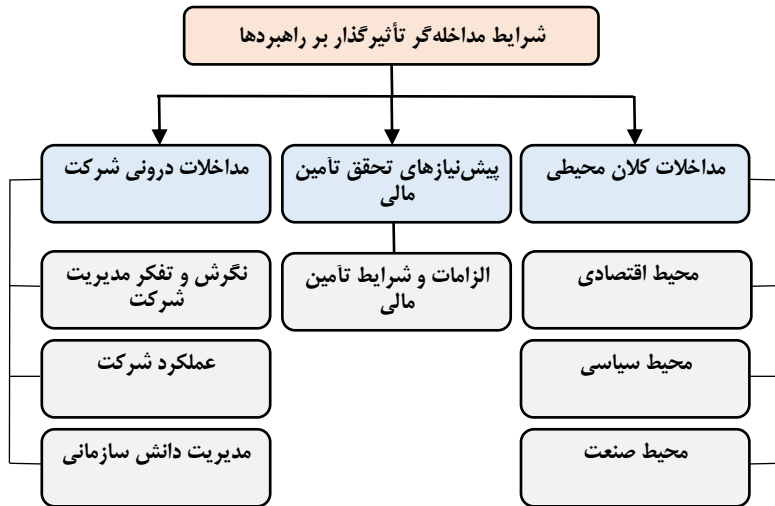 شرایط مداخله‌گر تأثیرگذار بر راهبردها
مداخلات کلان محیطی
پیش‌نیازهای تحقق تأمین
مالی
مداخلات درونی شرکت
محیط اقتصادی
الزامات و شرایط تأمین
مالی
نگرش و تفکر مدیریت
شرکت
محیط سیاسی
عملکرد شرکت
محیط صنعت
مدیریت دانش سازمانی